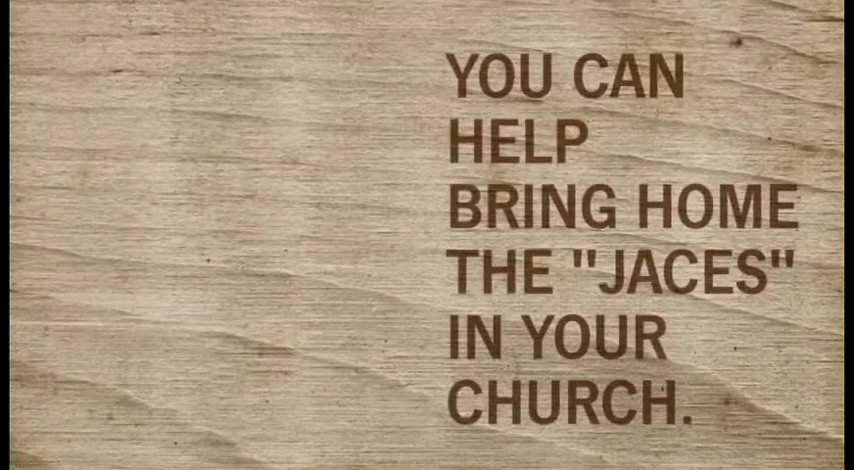 YOU CAN
HELP
BRING HOME
THE "JACES"
IN YOUR
CHURCH.